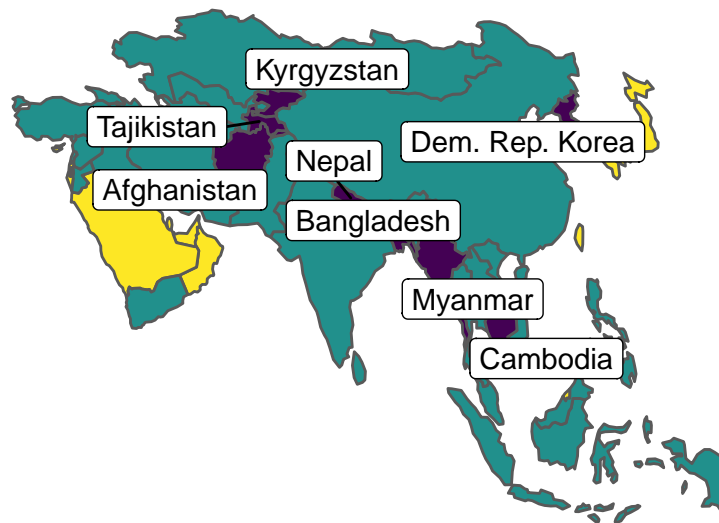 Kyrgyzstan
Tajikistan
Dem. Rep. Korea
Nepal
Afghanistan
Bangladesh
Myanmar
Cambodia